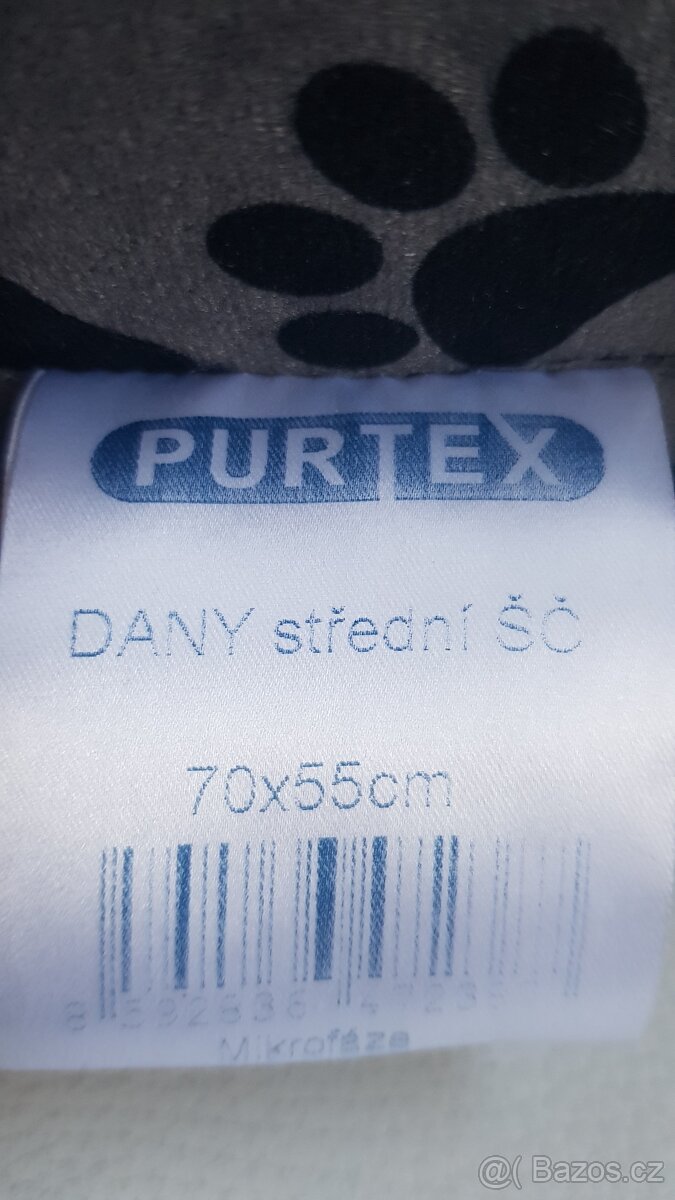 PURTEX
DANY střední ŠČ
70x55cm
Mikrofáze
@( Bazos.cz